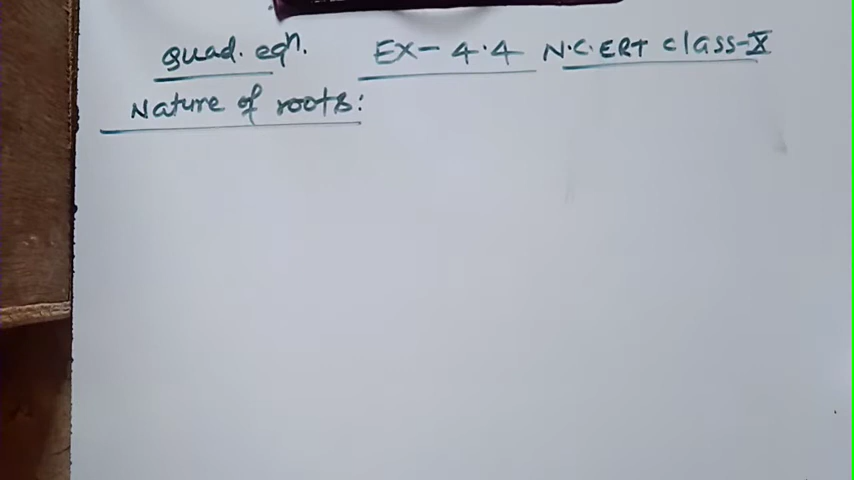 Quad. eqn. EX- 4.4 N.C.ERT Class-X
Nature of roots: